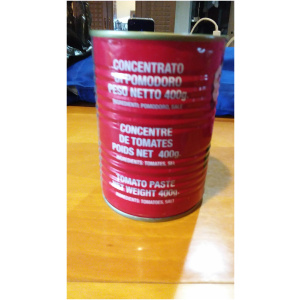 CONCENTRATO
DI POMODORO
PESO NETTO 400g.
INGREDIENTI: POMODORO, SALE
CONCENTRE
DE TOMATES
POIDS NET 400g.
INGREDIENTS: TOMATES, SEL
TOMATO PASTE
NET WEIGHT 400g.
INGREDIENTS: TOMATOES, SALT